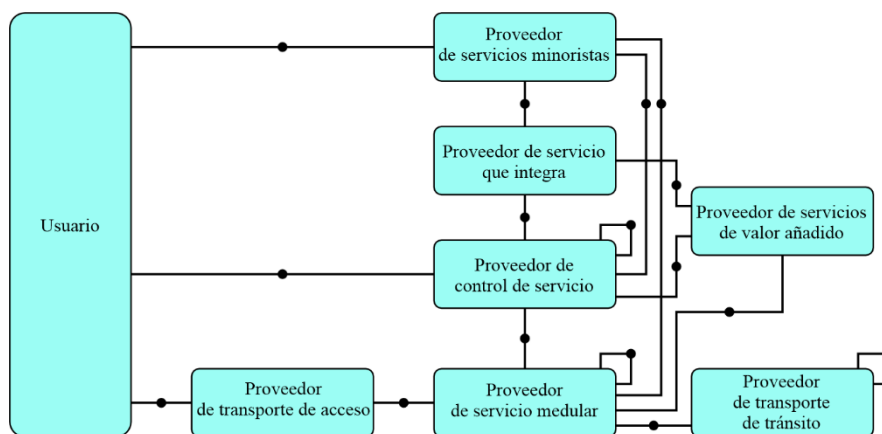 Proveedor
de servicios minoristas
Proveedor de servicio
que integra
Usuario
Proveedor de servicios
de valor añadido
Proveedor de
control de servicio
Proveedor
de transporte de acceso
Proveedor
de servicio medular
Proveedor
de transporte
de tránsito